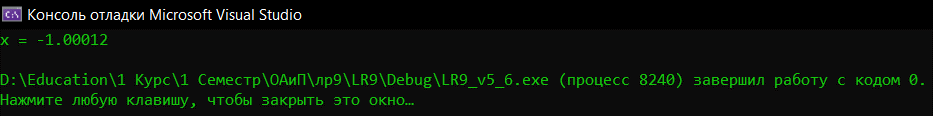 Консоль отладки Microsoft Visual Studio
x = -1.00012
D:\Education\1 Курс\1 Семестр\ОАиП\лр9\LR9\Debug\LR9_v5_6.exe (процесс 8240) завершил работу с кодом 0.
Нажмите любую клавишу, чтобы закрыть это окно…